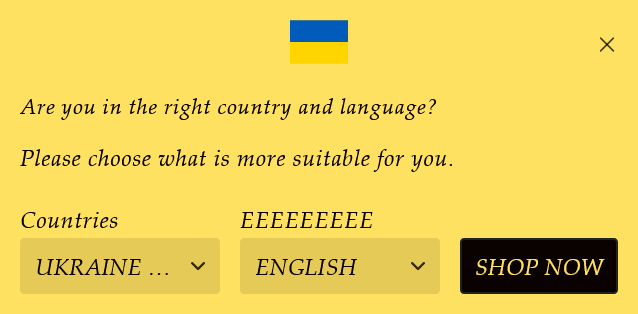 Are you in the right country and language?
Please choose what is more suitable for you.
Countries EEEEEEEEE
UKRAINE ... ENGLISH SHOP NOW